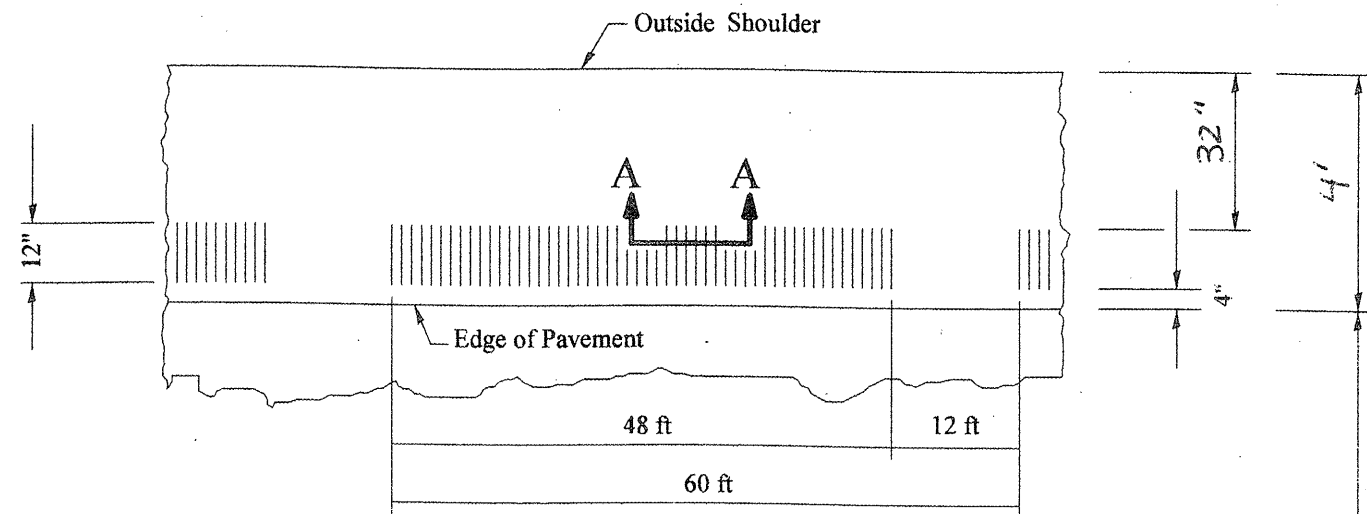 Outside Shoulder
32"
4'
A A
12"
4"
Edge of Pavement
48 ft
12 ft
60 ft